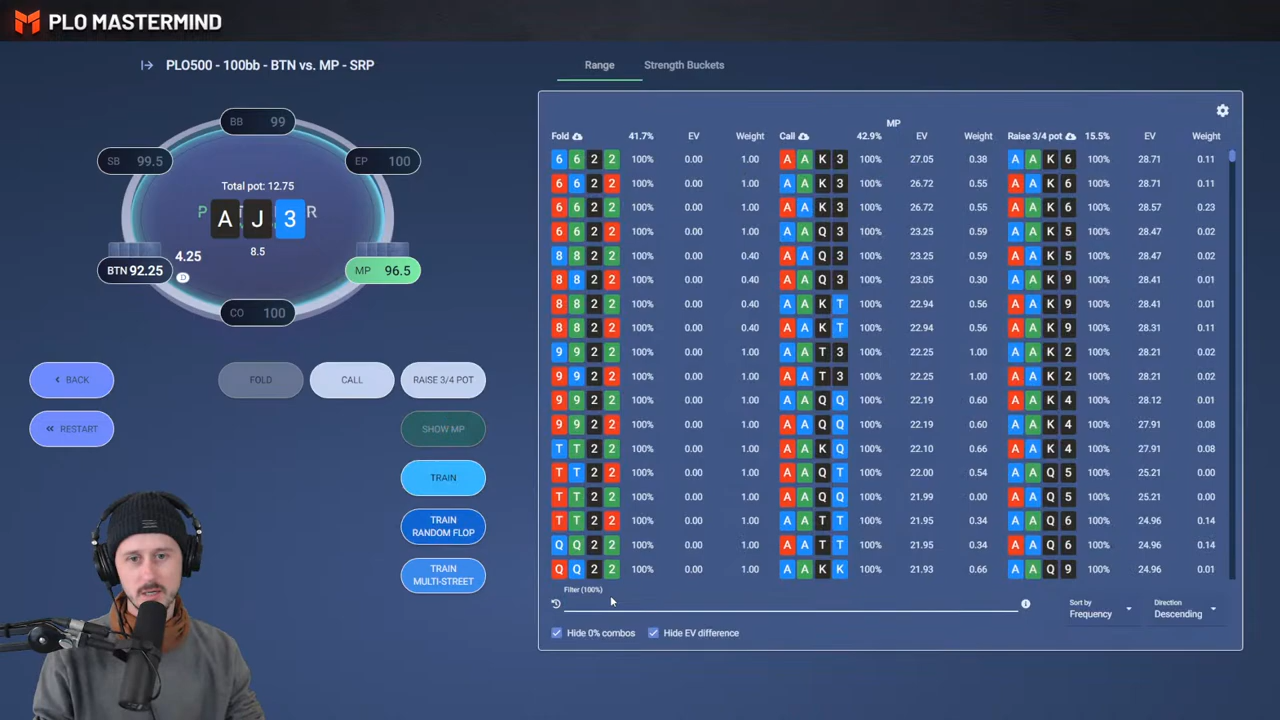 PLO MASTERMIND
PLO500 - 100bb - BTN vs. MP - SRP
Range Strength Buckets
BB 99
SB 99.5
EP 100
Total pot: 12.75
P R
A J 3
8.5
4.25
BTN 92.25
D
MP 96.5
CO 100
BACK
FOLD
CALL
RAISE 3/4 POT
RESTART
SHOW MP
TRAIN
TRAIN
RANDOM FLOP
TRAIN
MULTI-STREET
MP
Fold 41.7% EV Weight Call 42.9% EV Weight Raise 3/4 pot 15.5% EV Weight
6 6 2 2 100% 0.00 1.00 A A K 3 100% 27.05 0.38 A A K 6 100% 28.71 0.11
6 6 2 2 100% 0.00 1.00 A A K 3 100% 26.72 0.55 A A K 6 100% 28.71 0.11
6 6 2 2 100% 0.00 1.00 A A K 3 100% 26.72 0.55 A A K 6 100% 28.57 0.23
6 6 2 2 100% 0.00 1.00 A A Q 3 100% 23.25 0.59 A A K 5 100% 28.47 0.02
8 8 2 2 100% 0.00 0.40 A A Q 3 100% 23.25 0.59 A A K 5 100% 28.47 0.02
8 8 2 2 100% 0.00 0.40 A A Q 3 100% 23.05 0.30 A A K 9 100% 28.41 0.01
8 8 2 2 100% 0.00 0.40 A A K T 100% 22.94 0.56 A A K 9 100% 28.41 0.01
8 8 2 2 100% 0.00 0.40 A A K T 100% 22.94 0.56 A A K 9 100% 28.31 0.11
9 9 2 2 100% 0.00 1.00 A A T 3 100% 22.25 1.00 A A K 2 100% 28.21 0.02
9 9 2 2 100% 0.00 1.00 A A T 3 100% 22.25 1.00 A A K 2 100% 28.21 0.02
9 9 2 2 100% 0.00 1.00 A A Q Q 100% 22.19 0.60 A A K 4 100% 28.12 0.01
9 9 2 2 100% 0.00 1.00 A A Q Q 100% 22.19 0.60 A A K 4 100% 27.91 0.08
T T 2 2 100% 0.00 1.00 A A K Q 100% 22.10 0.66 A A K 4 100% 27.91 0.08
T T 2 2 100% 0.00 1.00 A A Q T 100% 22.00 0.54 A A Q 5 100% 25.21 0.00
T T 2 2 100% 0.00 1.00 A A Q Q 100% 21.99 0.60 A A Q 5 100% 25.21 0.00
T T 2 2 100% 0.00 1.00 A A T T 100% 21.95 0.34 A A Q 6 100% 24.96 0.14
Q Q 2 2 100% 0.00 1.00 A A T T 100% 21.95 0.34 A A Q 6 100% 24.96 0.14
Q Q 2 2 100% 0.00 1.00 A A K K 100% 21.93 0.66 A A Q 9 100% 24.96 0.01
Filter (100%)
Sort by
Frequency
Direction
Descending
Hide 0% combos Hide EV difference